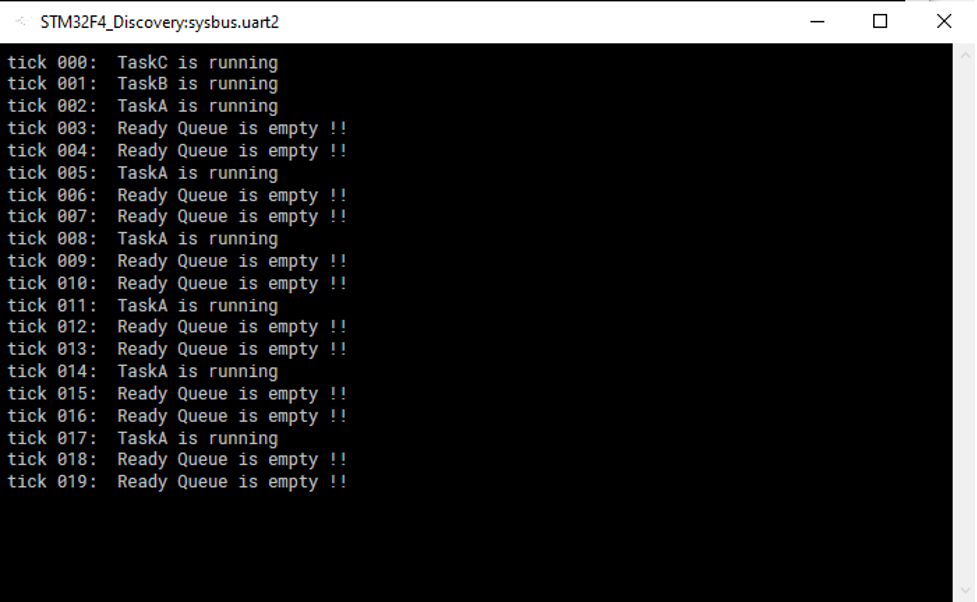 STM32F4_Discovery:sysbus.uart2
tick 000:  TaskC is running
tick 001:  TaskB is running
tick 002:  TaskA is running
tick 003:  Ready Queue is empty !!
tick 004:  Ready Queue is empty !!
tick 005:  TaskA is running
tick 006:  Ready Queue is empty !!
tick 007:  Ready Queue is empty !!
tick 008:  TaskA is running
tick 009:  Ready Queue is empty !!
tick 010:  Ready Queue is empty !!
tick 011:  TaskA is running
tick 012:  Ready Queue is empty !!
tick 013:  Ready Queue is empty !!
tick 014:  TaskA is running
tick 015:  Ready Queue is empty !!
tick 016:  Ready Queue is empty !!
tick 017:  TaskA is running
tick 018:  Ready Queue is empty !!
tick 019:  Ready Queue is empty !!